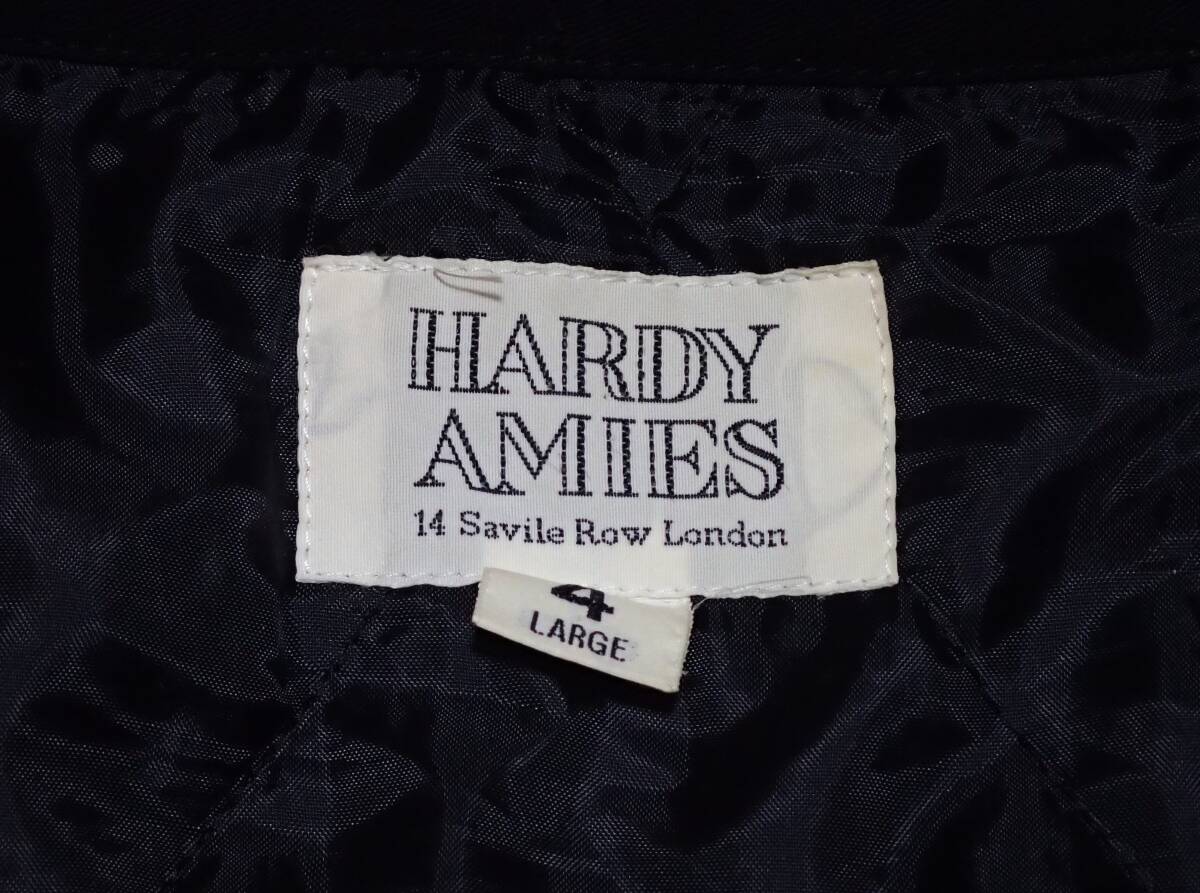 HARDY
AMIES
14 Savile Row London
4
LARGE